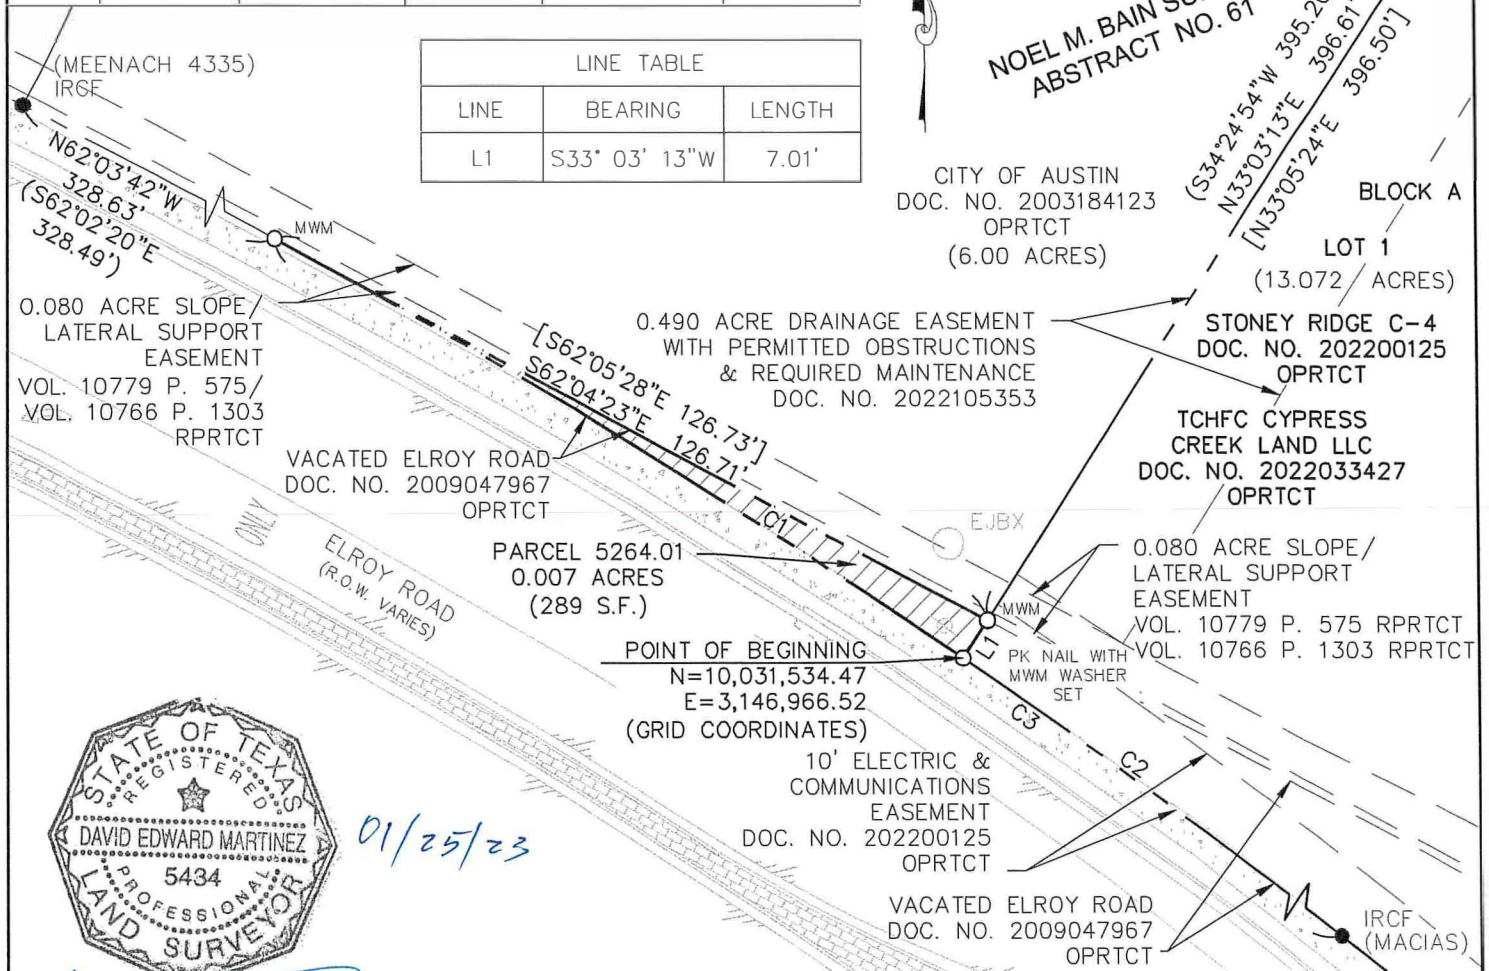 NOEL M. BAIN
ABSTRACT NO. 61
(S34°24'54"W 395.20
N33°03'13"E 396.61'
[N33°05'24"E 396.50']
(MEENACH 4335)
IRCF
LINE TABLE
LINE BEARING LENGTH
L1 S33° 03' 13"W 7.01'
N62°03'42"W
328.63'
(S62°02'20"E
328.49')
MWM
CITY OF AUSTIN
DOC. NO. 2003184123
OPRTCT
(6.00 ACRES)
BLOCK A
LOT 1
(13.072 ACRES)
STONEY RIDGE C-4
DOC. NO. 202200125
OPRTCT
TCHFC CYPRESS
CREEK LAND LLC
DOC. NO. 2022033427
OPRTCT
0.080 ACRE SLOPE/
LATERAL SUPPORT
EASEMENT
VOL. 10779 P. 575/
VOL. 10766 P. 1303
RPRTCT
0.490 ACRE DRAINAGE EASEMENT
WITH PERMITTED OBSTRUCTIONS
& REQUIRED MAINTENANCE
DOC. NO. 2022105353
[S62°05'28"E 126.73']
S62°04'23"E 126.71'
VACATED ELROY ROAD
DOC. NO. 2009047967
OPRTCT
ONLY
ELROY ROAD
(R.O.W. VARIES)
C1
EJBX
PARCEL 5264.01
0.007 ACRES
(289 S.F.)
0.080 ACRE SLOPE/
LATERAL SUPPORT
EASEMENT
VOL. 10779 P. 575 RPRTCT
VOL. 10766 P. 1303 RPRTCT
MWM
L1
PK NAIL WITH
MWM WASHER
SET
POINT OF BEGINNING
N=10,031,534.47
E=3,146,966.52
(GRID COORDINATES)
C3
C2
10' ELECTRIC &
COMMUNICATIONS
EASEMENT
DOC. NO. 202200125
OPRTCT
VACATED ELROY ROAD
DOC. NO. 2009047967
OPRTCT
IRCF
(MACIAS)
STATE OF TEXAS
REGISTERED
DAVID EDWARD MARTINEZ
5434
PROFESSIONAL
LAND SURVEYOR
01/25/23